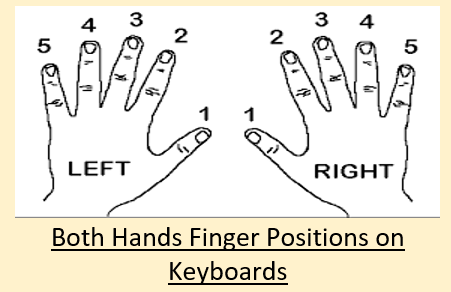 5 4 3 2 2 3 4 5
1 1
LEFT RIGHT
Both Hands Finger Positions on
Keyboards